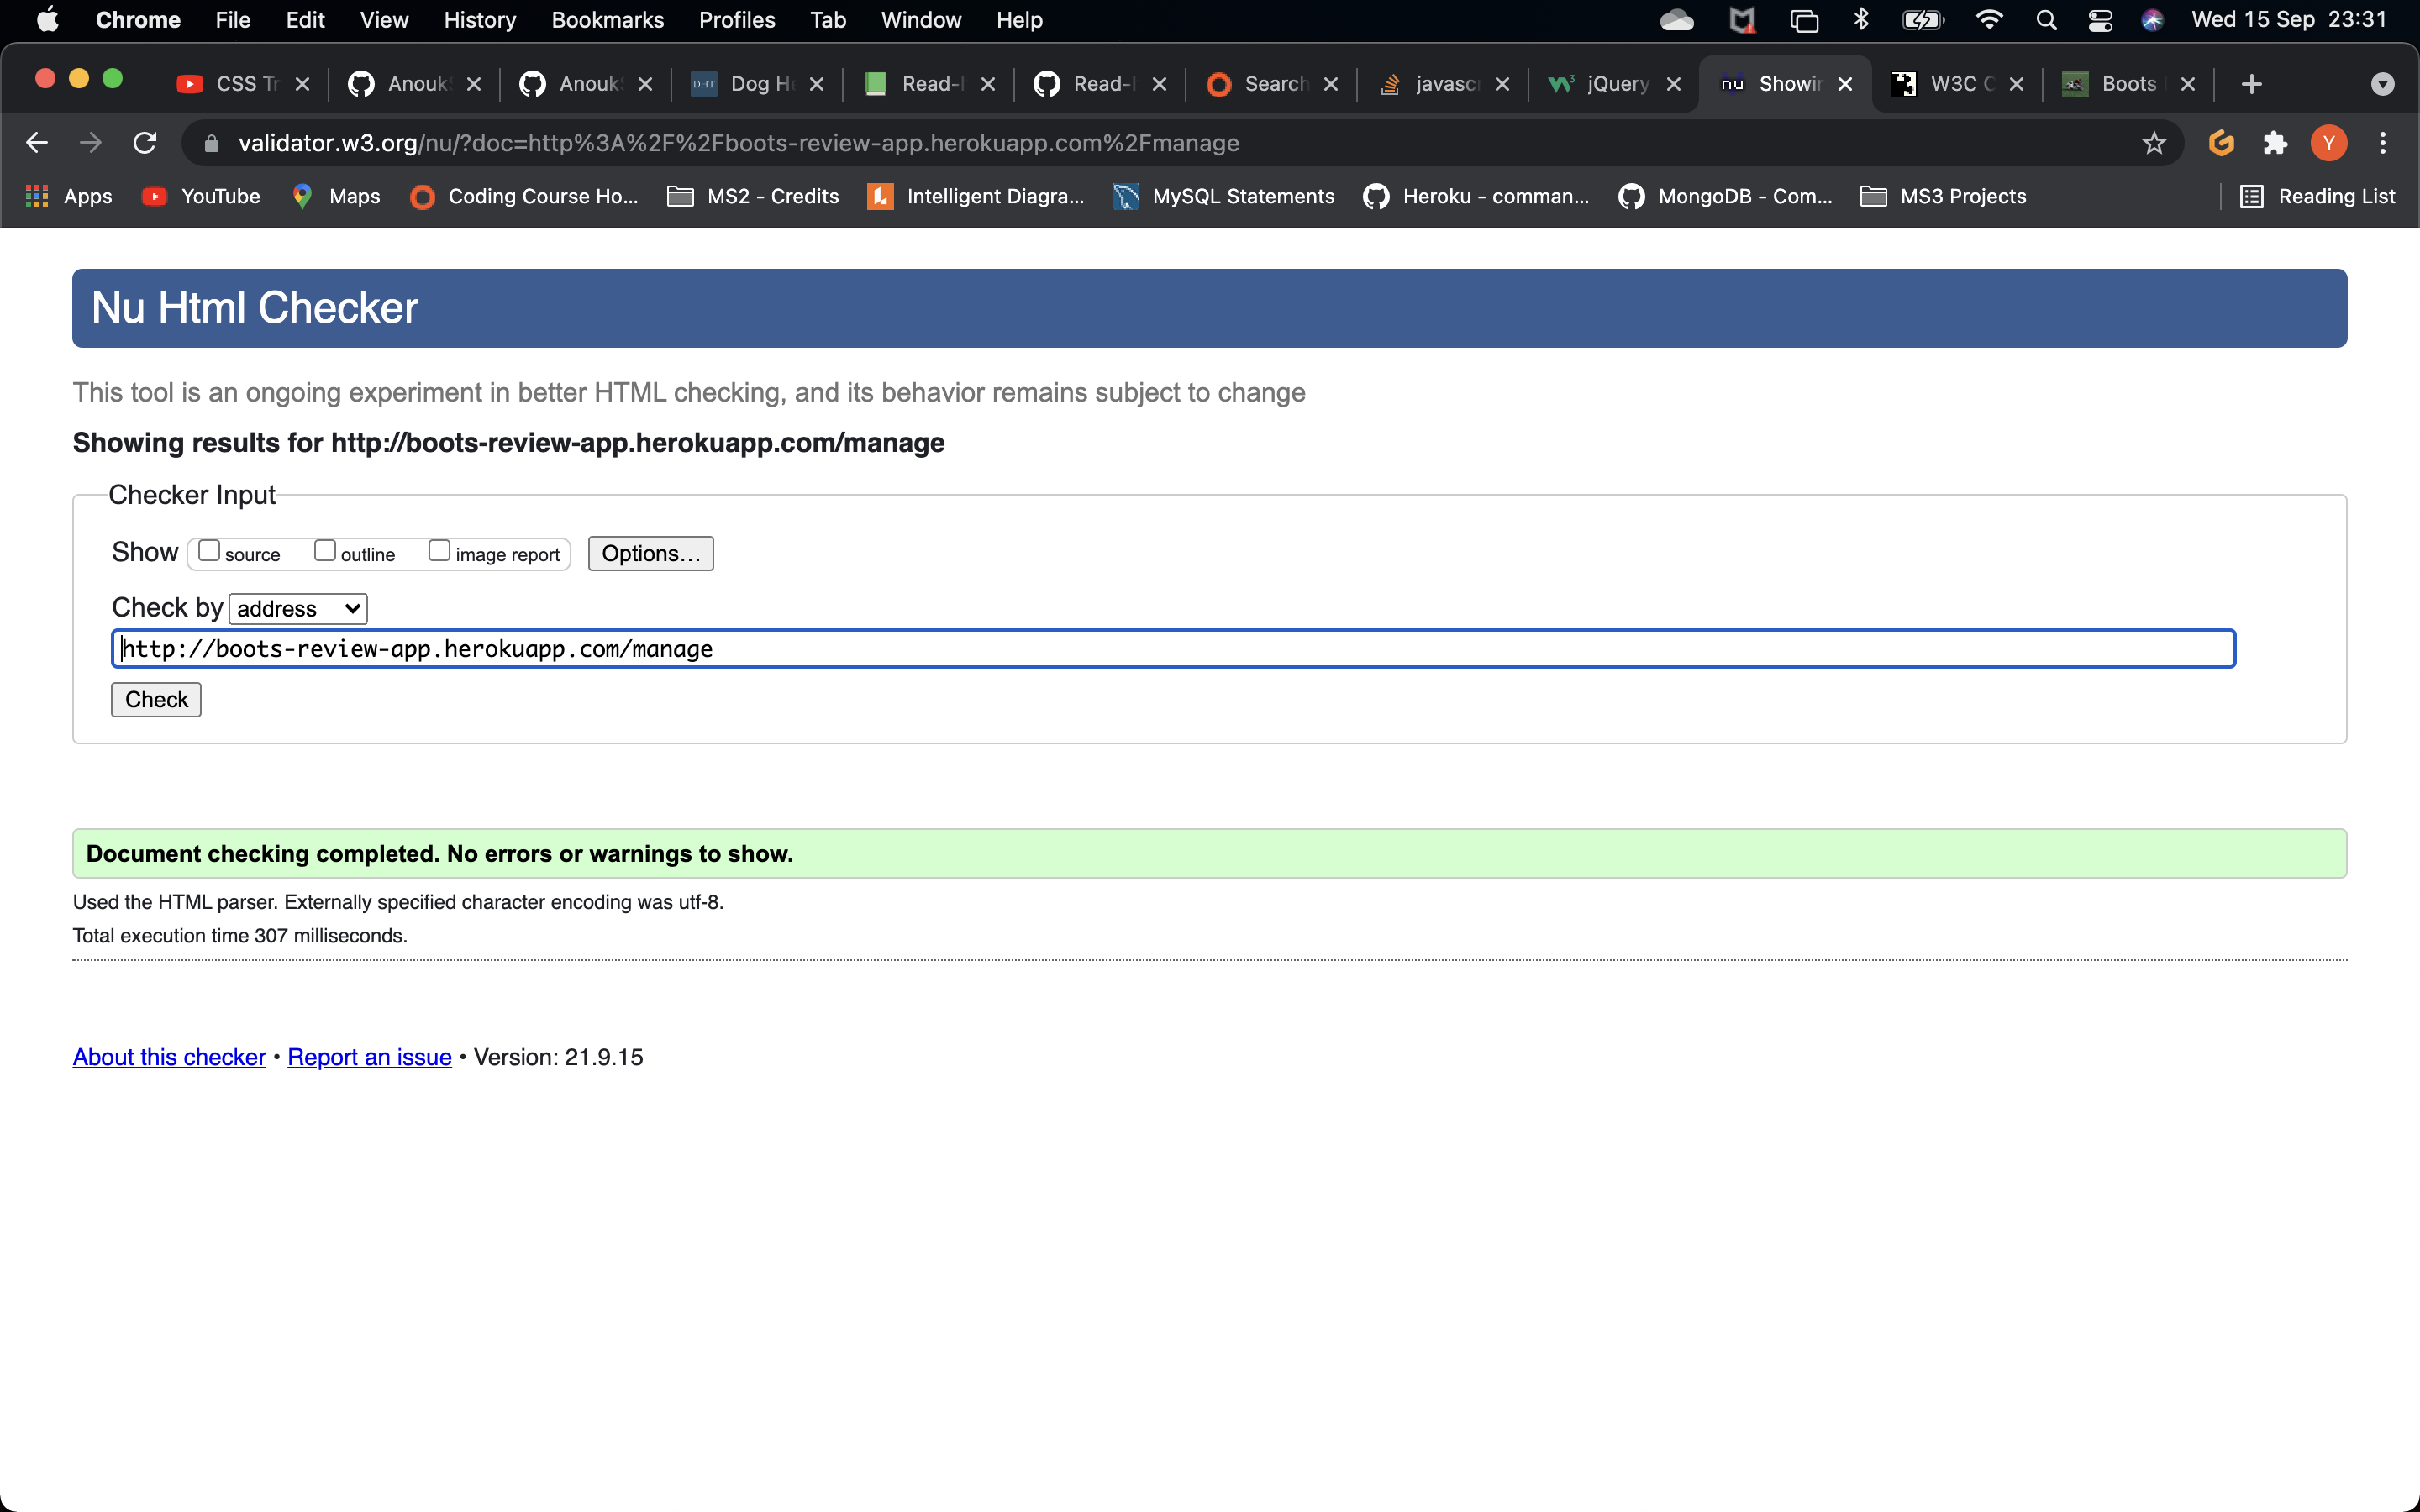 Chrome File Edit View History Bookmarks Profiles Tab Window Help Wed 15 Sep 23:31
CSS Tr Anouk Anouk DHT Dog H Read- Read- Search javasc jQuery nu Showin W3C C Boots
validator.w3.org/nu/?doc=http%3A%2F%2Fboots-review-app.herokuapp.com%2Fmanage Y
Apps YouTube Maps Coding Course Ho... MS2 - Credits Intelligent Diagra... MySQL Statements Heroku - comman... MongoDB - Com... MS3 Projects Reading List
Nu Html Checker
This tool is an ongoing experiment in better HTML checking, and its behavior remains subject to change
Showing results for http://boots-review-app.herokuapp.com/manage
Checker Input
Show source outline image report Options...
Check by address
http://boots-review-app.herokuapp.com/manage
Check
Document checking completed. No errors or warnings to show.
Used the HTML parser. Externally specified character encoding was utf-8.
Total execution time 307 milliseconds.
About this checker • Report an issue • Version: 21.9.15